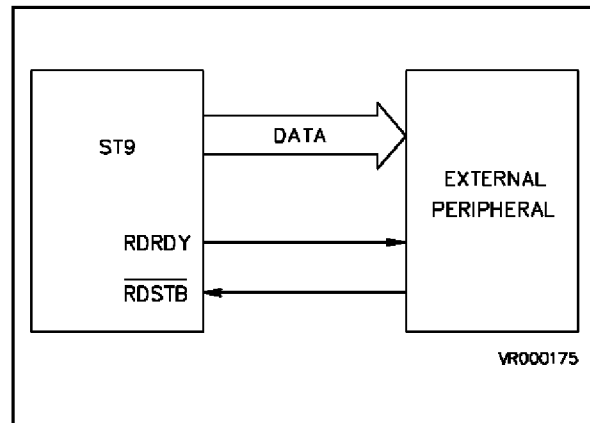 ST9
DATA
EXTERNAL
PERIPHERAL
RDRDY
RDSTB
VR000175